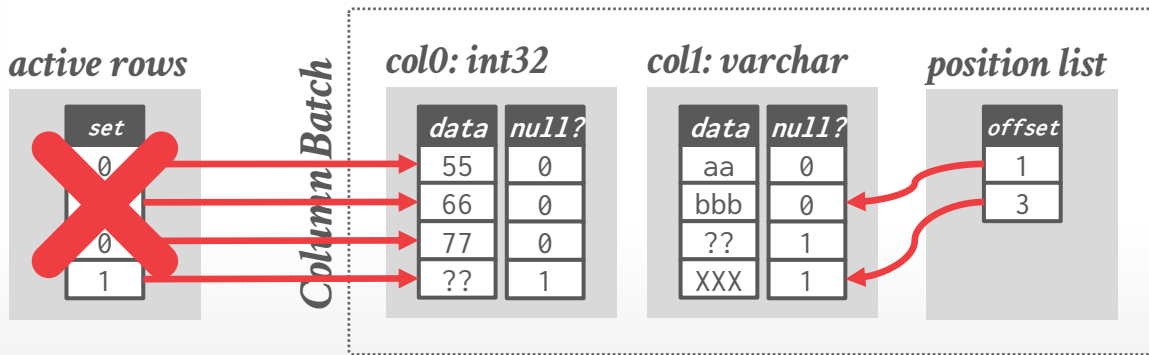 active rows
set
0
0
1
Column Batch
col0: int32
data null?
55 0
66 0
77 0
?? 1
col1: varchar
data null?
aa 0
bbb 0
?? 1
XXX 1
position list
offset
1
3